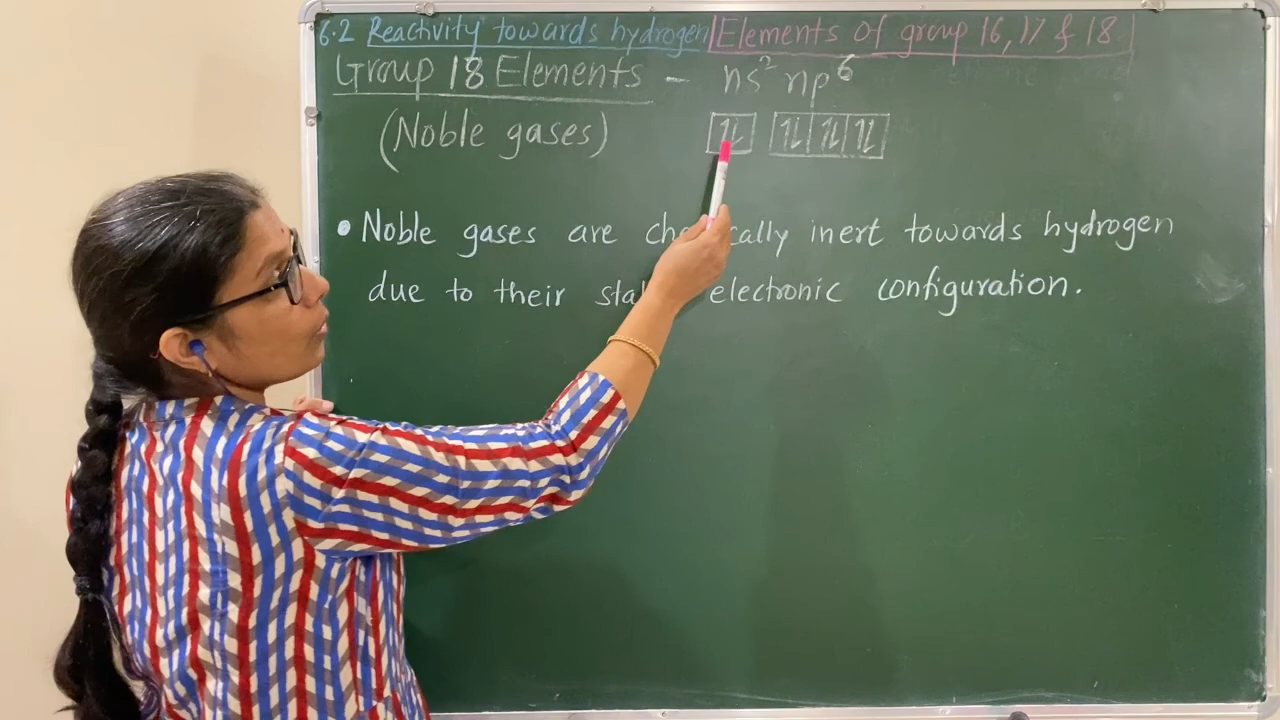 6.2 Reactivity towards hydrogen Elements of group 16, 17 & 18
Group 18 Elements - ns² np⁶
(Noble gases)
• Noble gases are cally inert towards hydrogen
due to their electronic configuration.